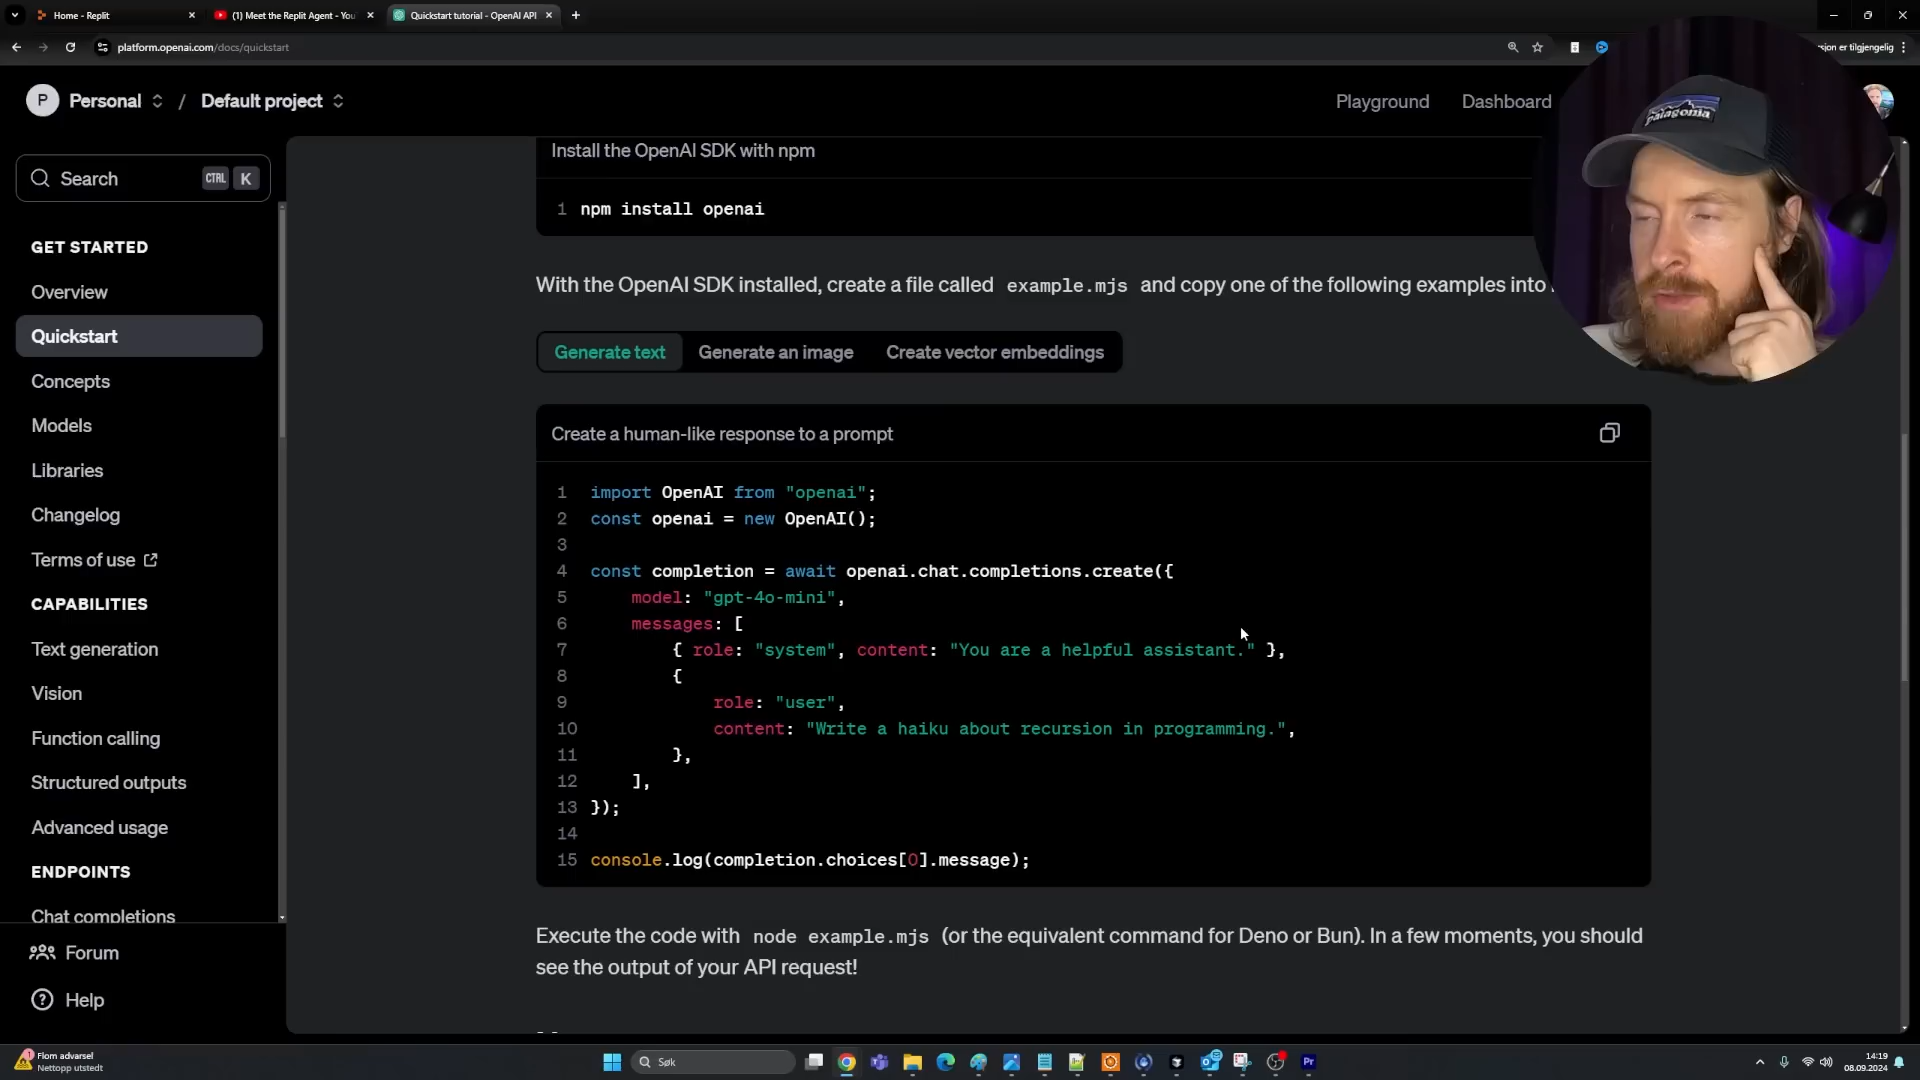 Home - Replit
(1) Meet the Replit Agent - You
Quickstart tutorial - OpenAI API
platform.openai.com/docs/quickstart
sjon er tilgjengelig
P Personal / Default project
Playground Dashboard
patagonia
Search CTRL K
GET STARTED
Overview
Quickstart
Concepts
Models
Libraries
Changelog
Terms of use
CAPABILITIES
Text generation
Vision
Function calling
Structured outputs
Advanced usage
ENDPOINTS
Chat completions
Forum
Help
Install the OpenAI SDK with npm
1 npm install openai
With the OpenAI SDK installed, create a file called example.mjs and copy one of the following examples into
Generate text Generate an image Create vector embeddings
Create a human-like response to a prompt
1 import OpenAI from "openai";
2 const openai = new OpenAI();
3
4 const completion = await openai.chat.completions.create({
5 model: "gpt-4o-mini",
6 messages: [
7 { role: "system", content: "You are a helpful assistant." },
8 {
9 role: "user",
10 content: "Write a haiku about recursion in programming.",
11 },
12 ],
13 });
14
15 console.log(completion.choices[0].message);
Execute the code with node example.mjs (or the equivalent command for Deno or Bun). In a few moments, you should
see the output of your API request!
1 Flom advarsel
Nettopp utstedt
Søk
Pr
14:19
08.09.2024